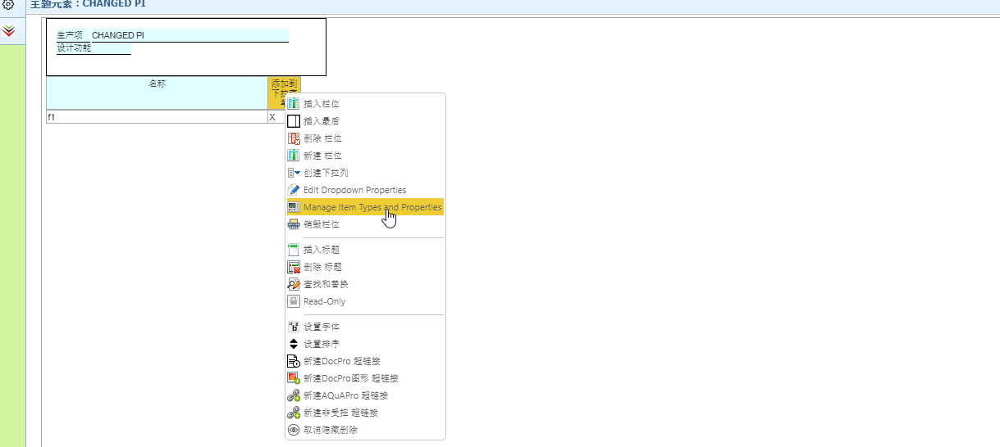 主题元素：CHANGED PI
生产项 CHANGED PI
设计功能
名称
添加到
f1
X
插入栏位
插入最后
删除 栏位
新建 栏位
创建下拉列
Edit Dropdown Properties
Manage Item Types and Properties
销毁栏位
插入标题
删除 标题
查找和替换
Read-Only
设置字体
设置排序
新建DocPro 超链接
新建DocPro图形 超链接
新建AQuAPro 超链接
新建非受控 超链接
取消隐藏删除